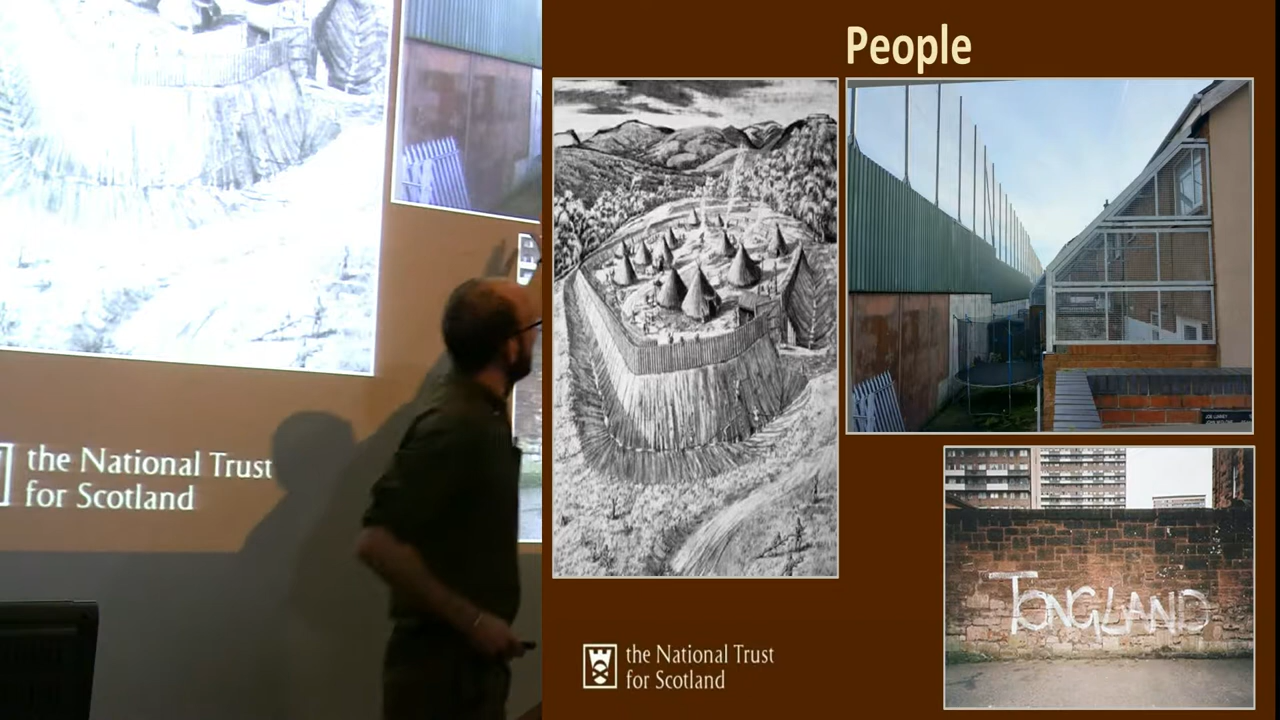 People
the National Trust
for Scotland
TONGLAND
the National Trust
for Scotland